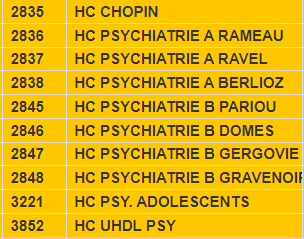 2835 HC CHOPIN
2836 HC PSYCHIATRIE A RAMEAU
2837 HC PSYCHIATRIE A RAVEL
2838 HC PSYCHIATRIE A BERLIOZ
2845 HC PSYCHIATRIE B PARIOU
2846 HC PSYCHIATRIE B DOMES
2847 HC PSYCHIATRIE B GERGOVIE
2848 HC PSYCHIATRIE B GRAVENOIR
3221 HC PSY. ADOLESCENTS
3852 HC UHDL PSY